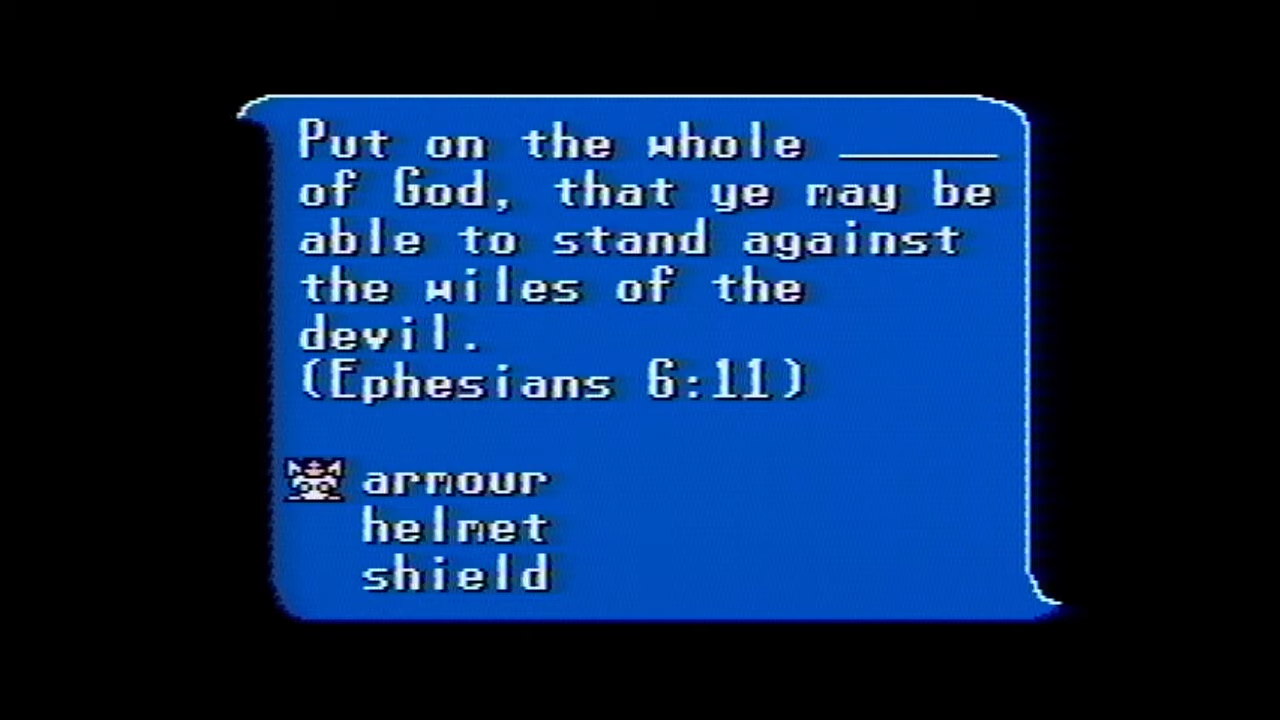 Put on the whole ______
of God, that ye may be
able to stand against
the wiles of the
devil.
(Ephesians 6:11)
armour
helmet
shield